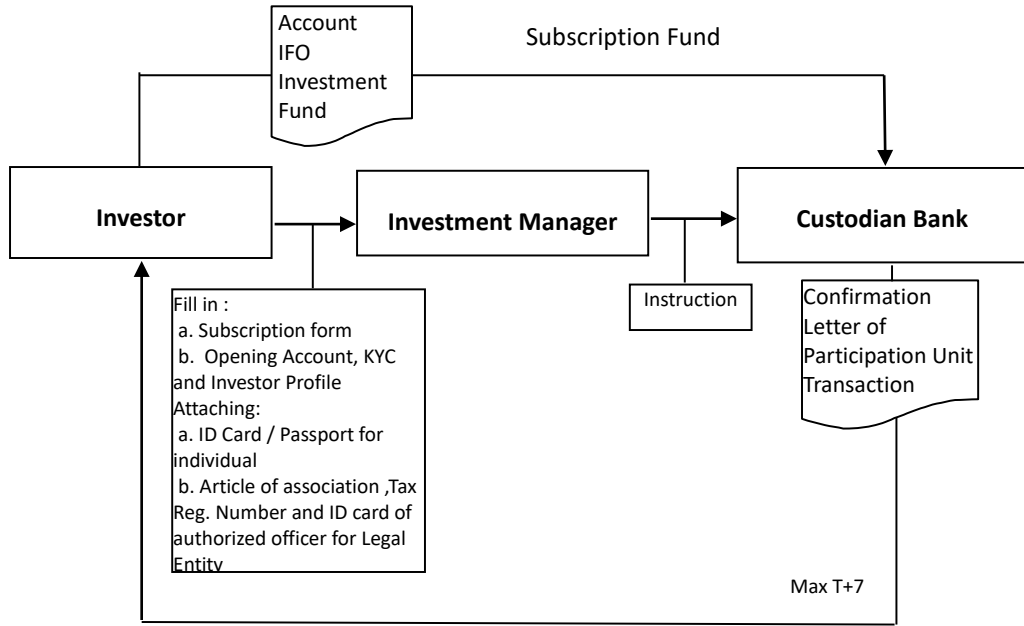 Account
IFO
Investment
Fund
Subscription Fund
Investor
Investment Manager
Custodian Bank
Fill in :
a. Subscription form
b. Opening Account, KYC
and Investor Profile
Attaching:
a. ID Card / Passport for
individual
b. Article of association ,Tax
Reg. Number and ID card of
authorized officer for Legal
Entity
Instruction
Confirmation
Letter of
Participation Unit
Transaction
Max T+7